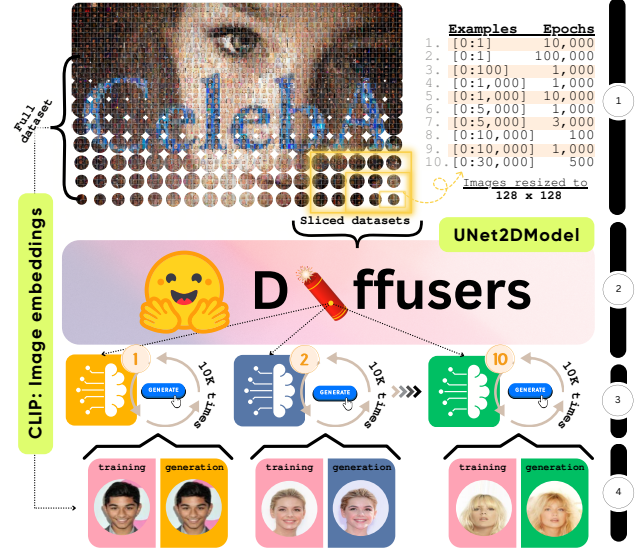 CelebA
Full
dataset
Examples Epochs
1. [0:1] 10,000
2. [0:1] 100,000
3. [0:100] 1,000
4. [0:1,000] 1,000
5. [0:1,000] 10,000
6. [0:5,000] 1,000
7. [0:5,000] 3,000
8. [0:10,000] 100
9. [0:10,000] 1,000
10. [0:30,000] 500
Images resized to
128 x 128
1
Sliced datasets
UNet2DModel
D ffusers
2
CLIP: Image embeddings
1
GENERATE
10K times
2
GENERATE
10K times
10
GENERATE
10K times
3
training generation
training generation
training generation
4